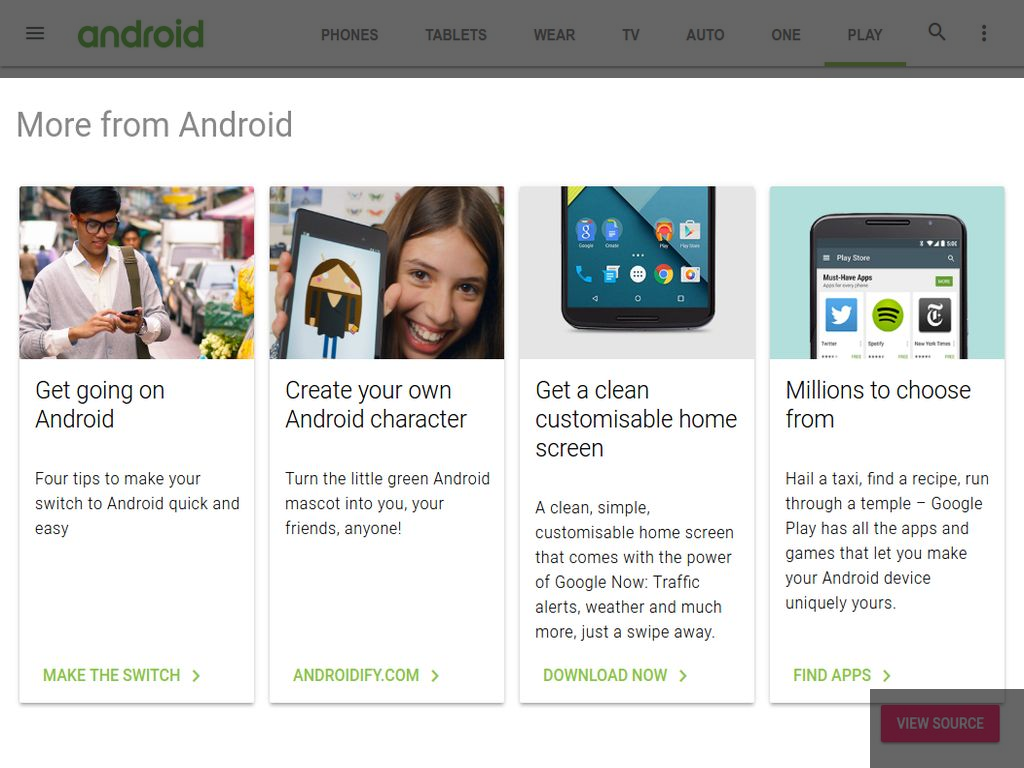 android
PHONES
TABLETS
WEAR
TV
AUTO
ONE
PLAY
More from Android
Get going on
Android
Four tips to make your
switch to Android quick and
easy
MAKE THE SWITCH
Create your own
Android character
Turn the little green Android
mascot into you, your
friends, anyone!
ANDROIDIFY.COM
Google
Create
Play
Play Store
Get a clean
customisable home
screen
A clean, simple,
customisable home screen
that comes with the power
of Google Now: Traffic
alerts, weather and much
more, just a swipe away.
DOWNLOAD NOW
5:00
Play Store
Must-Have Apps
Apps for every phone
MORE
Twitter
Spotify
New York Times
FREE
FREE
FREE
Millions to choose
from
Hail a taxi, find a recipe, run
through a temple – Google
Play has all the apps and
games that let you make
your Android device
uniquely yours.
FIND APPS
VIEW SOURCE